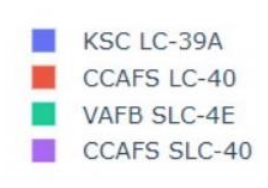 KSC LC-39A
CCAFS LC-40
VAFB SLC-4E
CCAFS SLC-40